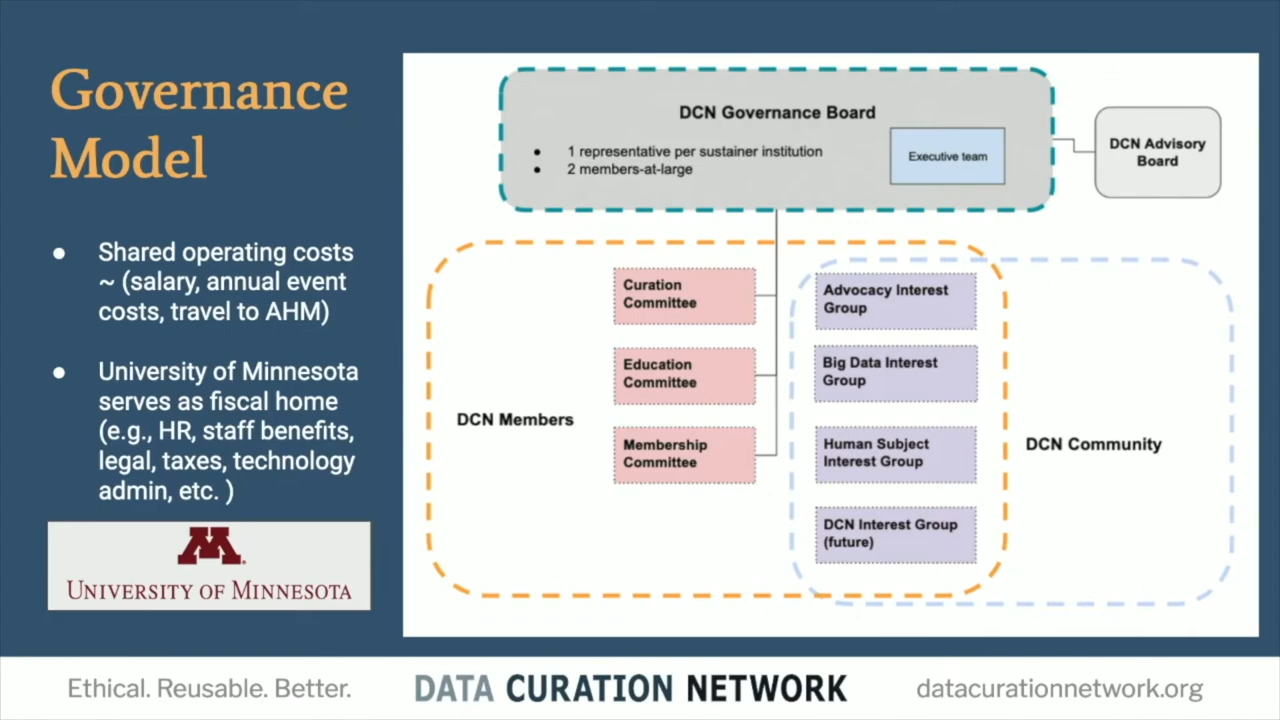 Governance
Model
● Shared operating costs
~ (salary, annual event
costs, travel to AHM)
● University of Minnesota
serves as fiscal home
(e.g., HR, staff benefits,
legal, taxes, technology
admin, etc. )
M
UNIVERSITY OF MINNESOTA
DCN Governance Board
● 1 representative per sustainer institution
● 2 members-at-large
Executive team
DCN Advisory
Board
DCN Members
Curation
Committee
Education
Committee
Membership
Committee
Advocacy Interest
Group
Big Data Interest
Group
Human Subject
Interest Group
DCN Interest Group
(future)
DCN Community
Ethical. Reusable. Better.
DATA CURATION NETWORK
datacurationnetwork.org